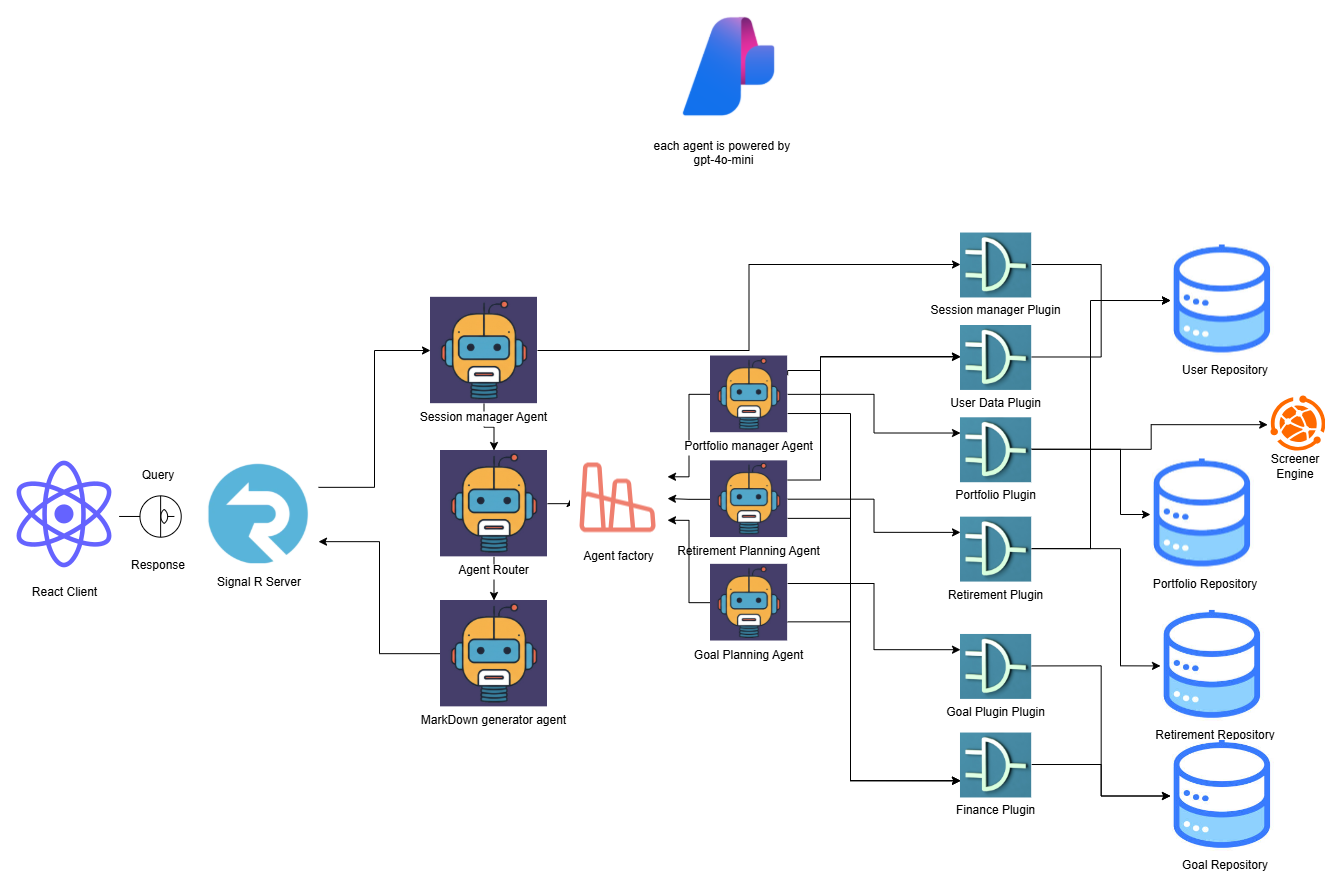 each agent is powered by
gpt-4o-mini
Session manager Plugin
User Repository
User Data Plugin
Session manager Agent
Portfolio manager Agent
Screener
Engine
Query
Portfolio Plugin
Retirement Planning Agent
Agent factory
Response
Agent Router
Signal R Server
Portfolio Repository
React Client
Retirement Plugin
Goal Planning Agent
MarkDown generator agent
Goal Plugin Plugin
Retirement Repository
Finance Plugin
Goal Repository